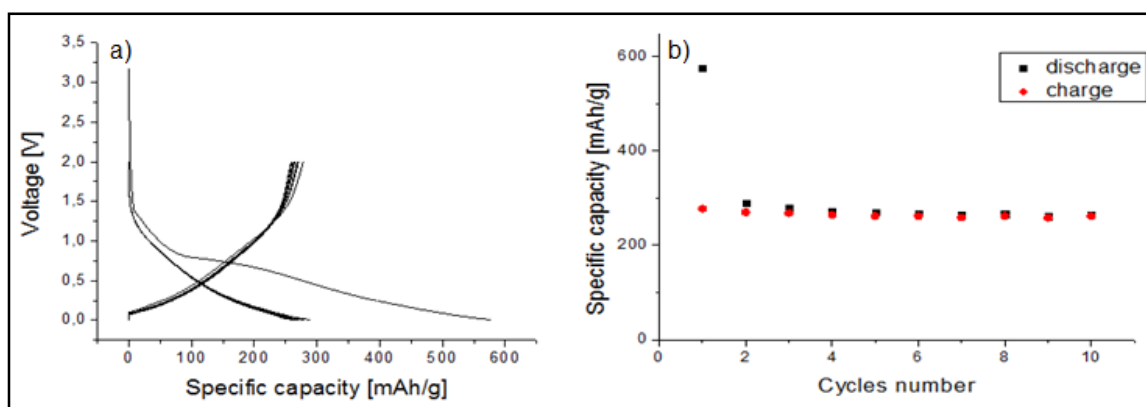 a)
Voltage [V]
3,5
3,0
2,5
2,0
1,5
1,0
0,5
0,0
0 100 200 300 400 500 600
Specific capacity [mAh/g]
b)
Specific capacity [mAh/g]
600
400
200
0
discharge
charge
0 2 4 6 8 10
Cycles number